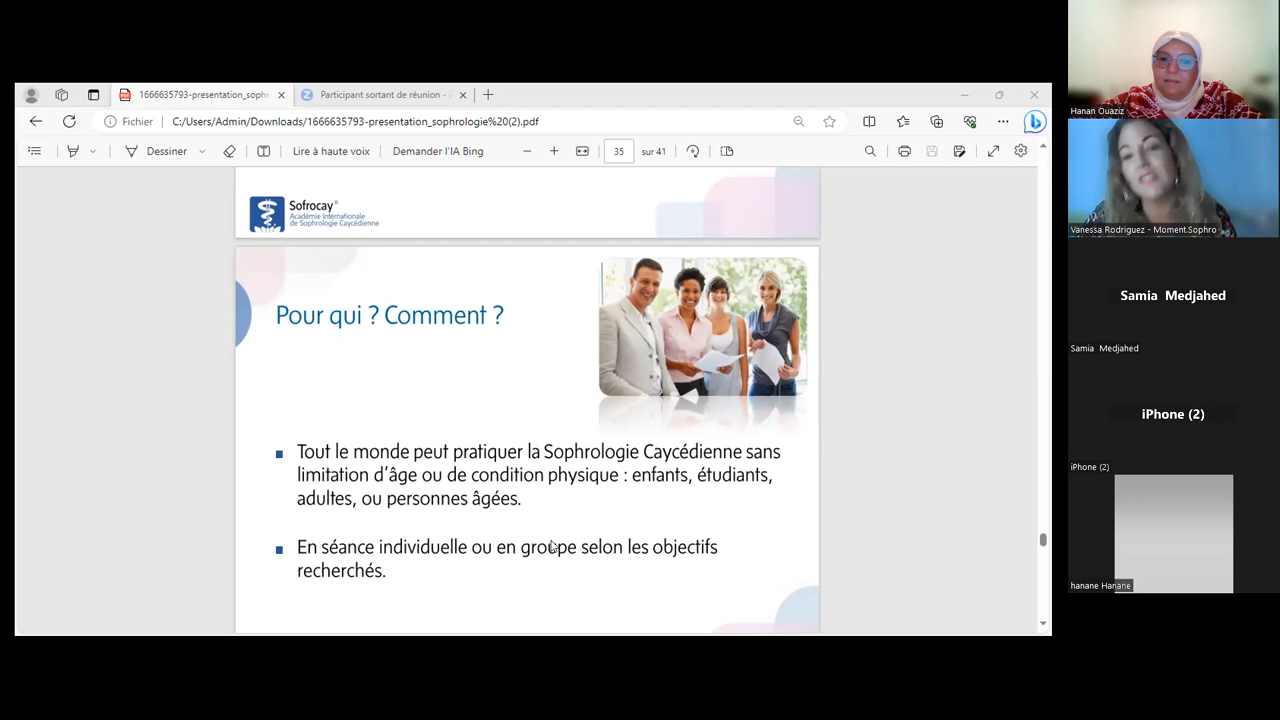 1666635793-presentation_soph
Participant sortant de réunion -
Fichier
C:/Users/Admin/Downloads/1666635793-presentation_sophrologie%20(2).pdf
Dessiner
Lire à haute voix
Demander l'IA Bing
35
sur 41
Sofrocay®
Académie Internationale
de Sophrologie Caycédienne
Pour qui ? Comment ?
Tout le monde peut pratiquer la Sophrologie Caycédienne sans
limitation d'âge ou de condition physique : enfants, étudiants,
adultes, ou personnes âgées.
En séance individuelle ou en groupe selon les objectifs
recherchés.
Hanan Ouaziz
Vanessa Rodriguez - Moment.Sophro
Samia Medjahed
Samia Medjahed
iPhone (2)
iPhone (2)
hanane Hanane